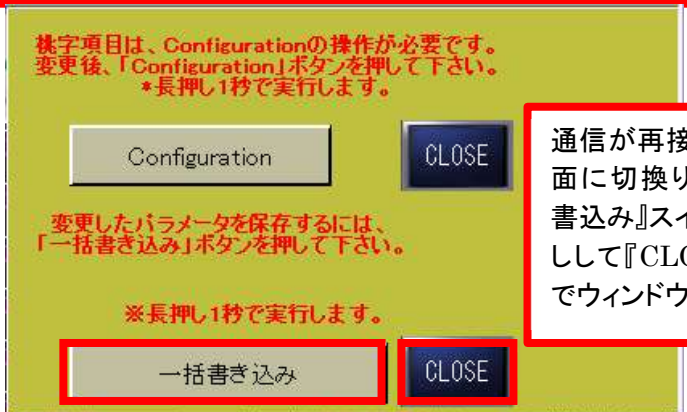 桃字項目は、Configurationの操作が必要です。
変更後、「Configuration」ボタンを押して下さい。
*長押し1秒で実行します。
Configuration
CLOSE
変更したパラメータを保存するには、
「一括書き込み」ボタンを押して下さい。
※長押し1秒で実行します。
一括書き込み
CLOSE
通信が再接
面に切換り
書込み』スイ
しして『CLO
でウィンドウ